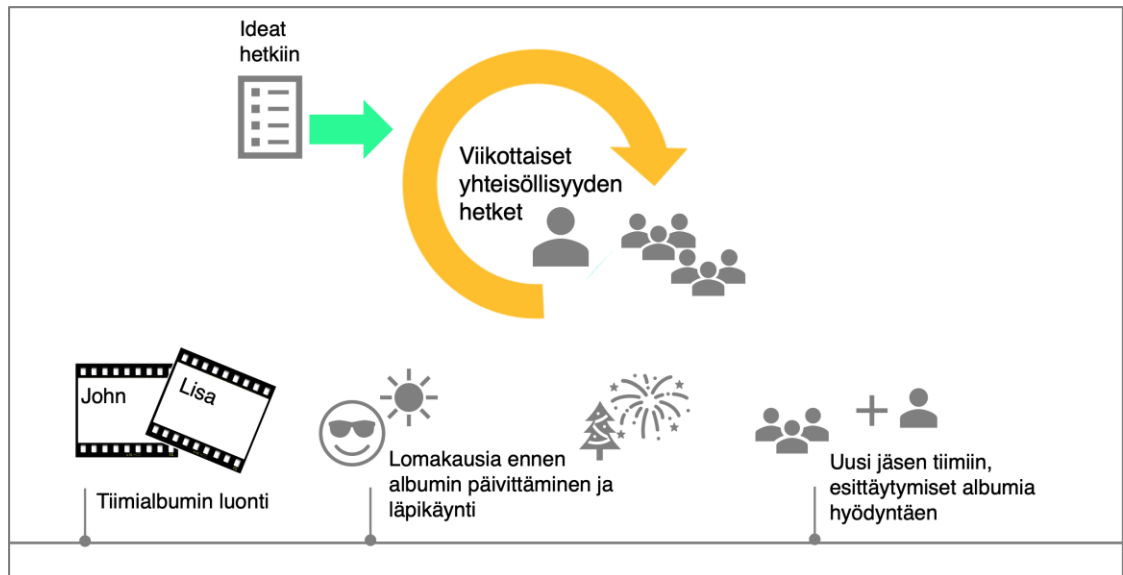 Ideat
hetkiin
Viikottaiset
yhteisöllisyyden
hetket
John
Lisa
Tiimialbumin luonti
Lomakausia ennen
albumin päivittäminen ja
läpikäynti
Uusi jäsen tiimiin,
esittäytymiset albumia
hyödyntäen